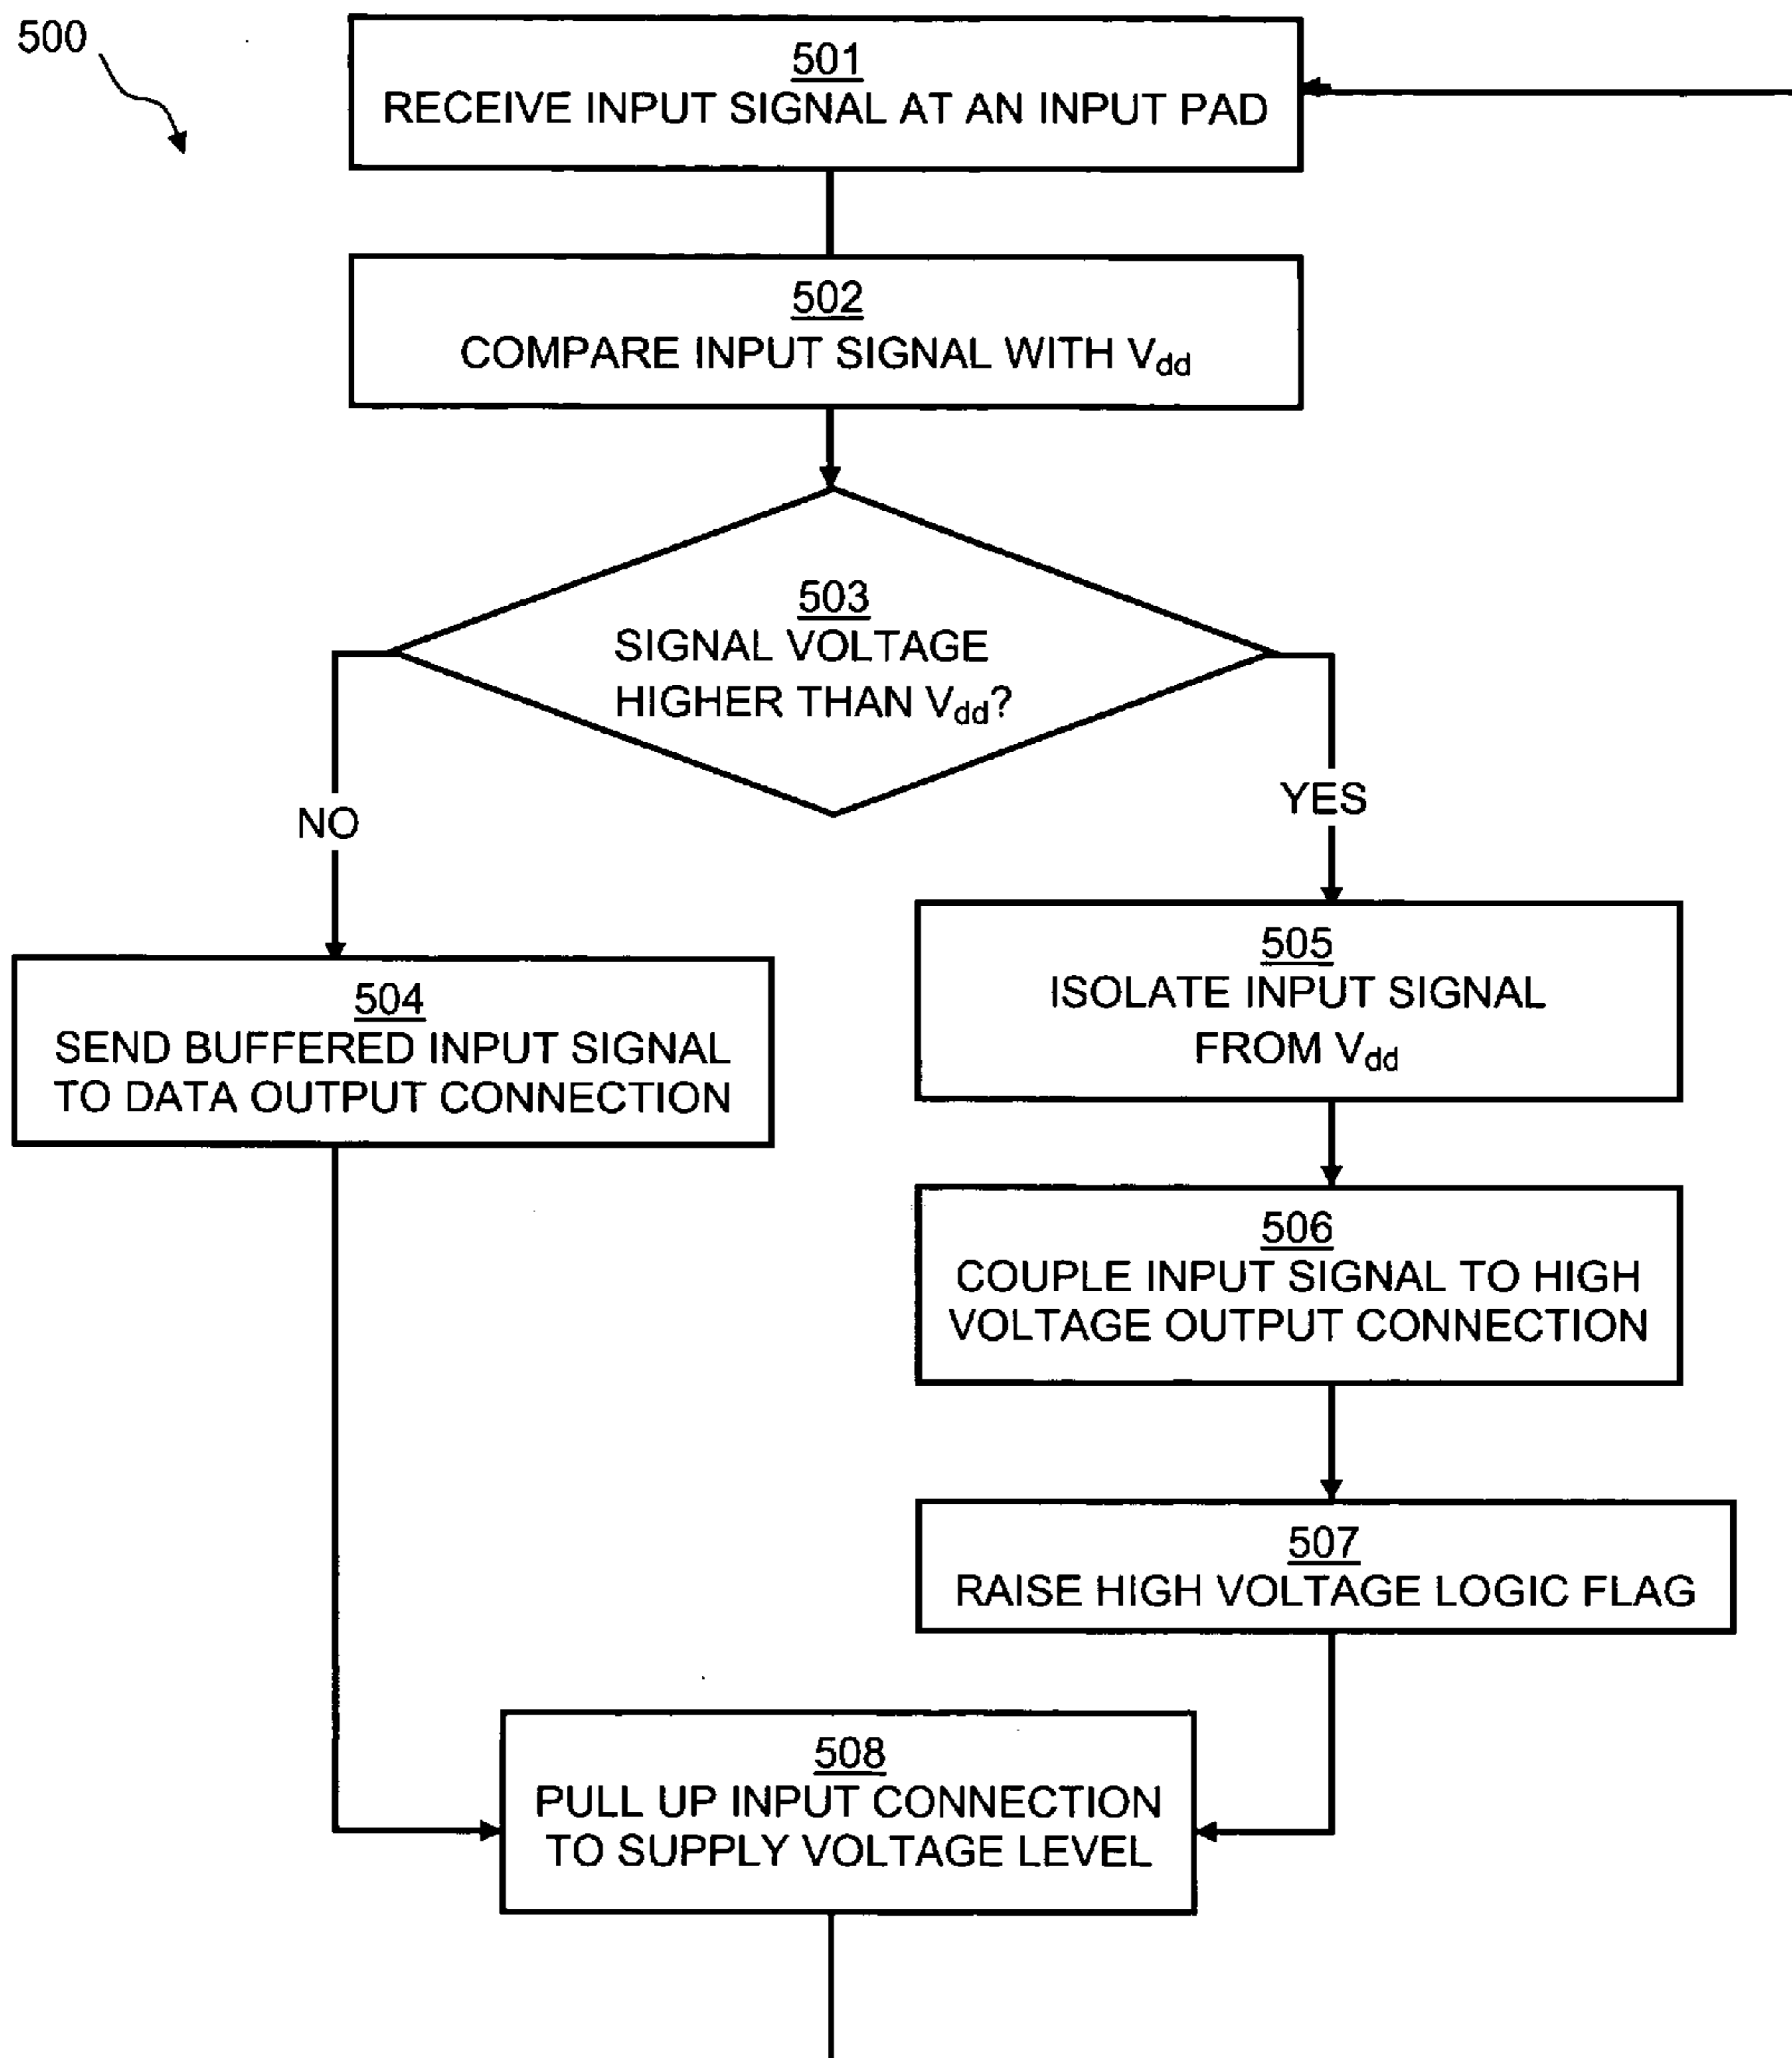 500
501
RECEIVE INPUT SIGNAL AT AN INPUT PAD
502
COMPARE INPUT SIGNAL WITH Vdd
503
SIGNAL VOLTAGE
HIGHER THAN Vdd?
NO
YES
504
SEND BUFFERED INPUT SIGNAL
TO DATA OUTPUT CONNECTION
505
ISOLATE INPUT SIGNAL
FROM Vdd
506
COUPLE INPUT SIGNAL TO HIGH
VOLTAGE OUTPUT CONNECTION
507
RAISE HIGH VOLTAGE LOGIC FLAG
508
PULL UP INPUT CONNECTION
TO SUPPLY VOLTAGE LEVEL